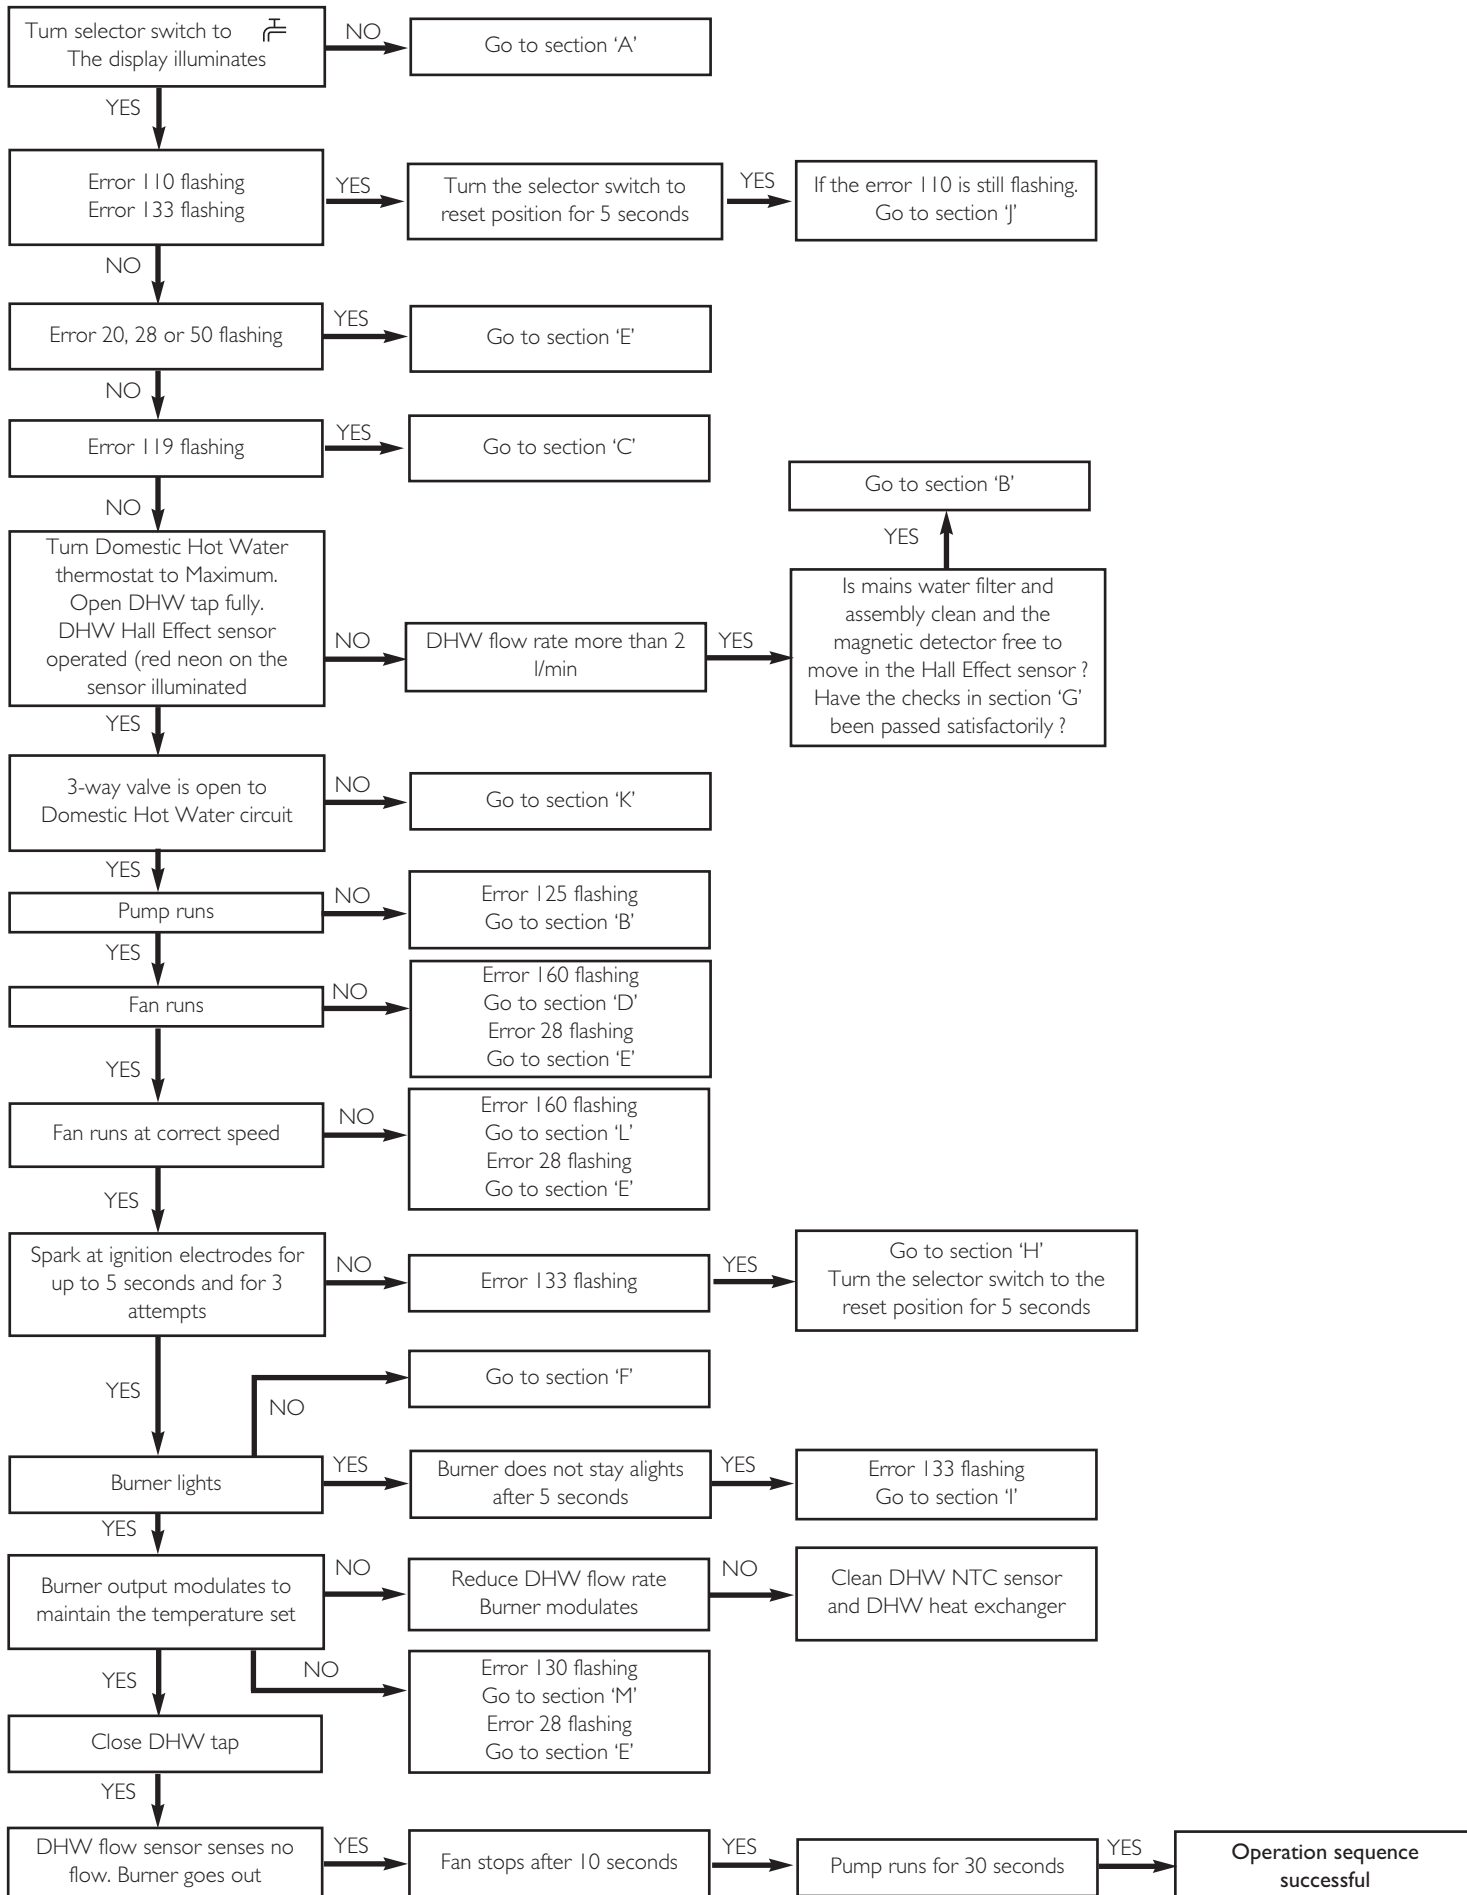 Turn selector switch to
The display illuminates
NO
Go to section ‘A’
YES
Error 110 flashing
Error 133 flashing
YES
Turn the selector switch to
reset position for 5 seconds
YES
If the error 110 is still flashing.
Go to section ‘J’
NO
Error 20, 28 or 50 flashing
YES
Go to section ‘E’
NO
Error 119 flashing
YES
Go to section ‘C’
NO
Turn Domestic Hot Water
thermostat to Maximum.
Open DHW tap fully.
DHW Hall Effect sensor
operated (red neon on the
sensor illuminated
NO
DHW flow rate more than 2
l/min
YES
Is mains water filter and
assembly clean and the
magnetic detector free to
move in the Hall Effect sensor ?
Have the checks in section ‘G’
been passed satisfactorily ?
YES
Go to section ‘B’
YES
3-way valve is open to
Domestic Hot Water circuit
NO
Go to section ‘K’
YES
Pump runs
NO
Error 125 flashing
Go to section ‘B’
YES
Fan runs
NO
Error 160 flashing
Go to section ‘D’
Error 28 flashing
Go to section ‘E’
YES
Fan runs at correct speed
NO
Error 160 flashing
Go to section ‘L’
Error 28 flashing
Go to section ‘E’
YES
Spark at ignition electrodes for
up to 5 seconds and for 3
attempts
NO
Error 133 flashing
YES
Go to section ‘H’
Turn the selector switch to the
reset position for 5 seconds
YES
NO
Go to section ‘F’
Burner lights
YES
Burner does not stay alights
after 5 seconds
YES
Error 133 flashing
Go to section ‘I’
YES
Burner output modulates to
maintain the temperature set
NO
Reduce DHW flow rate
Burner modulates
NO
Clean DHW NTC sensor
and DHW heat exchanger
NO
Error 130 flashing
Go to section ‘M’
Error 28 flashing
Go to section ‘E’
YES
Close DHW tap
YES
DHW flow sensor senses no
flow. Burner goes out
YES
Fan stops after 10 seconds
YES
Pump runs for 30 seconds
YES
Operation sequence
successful